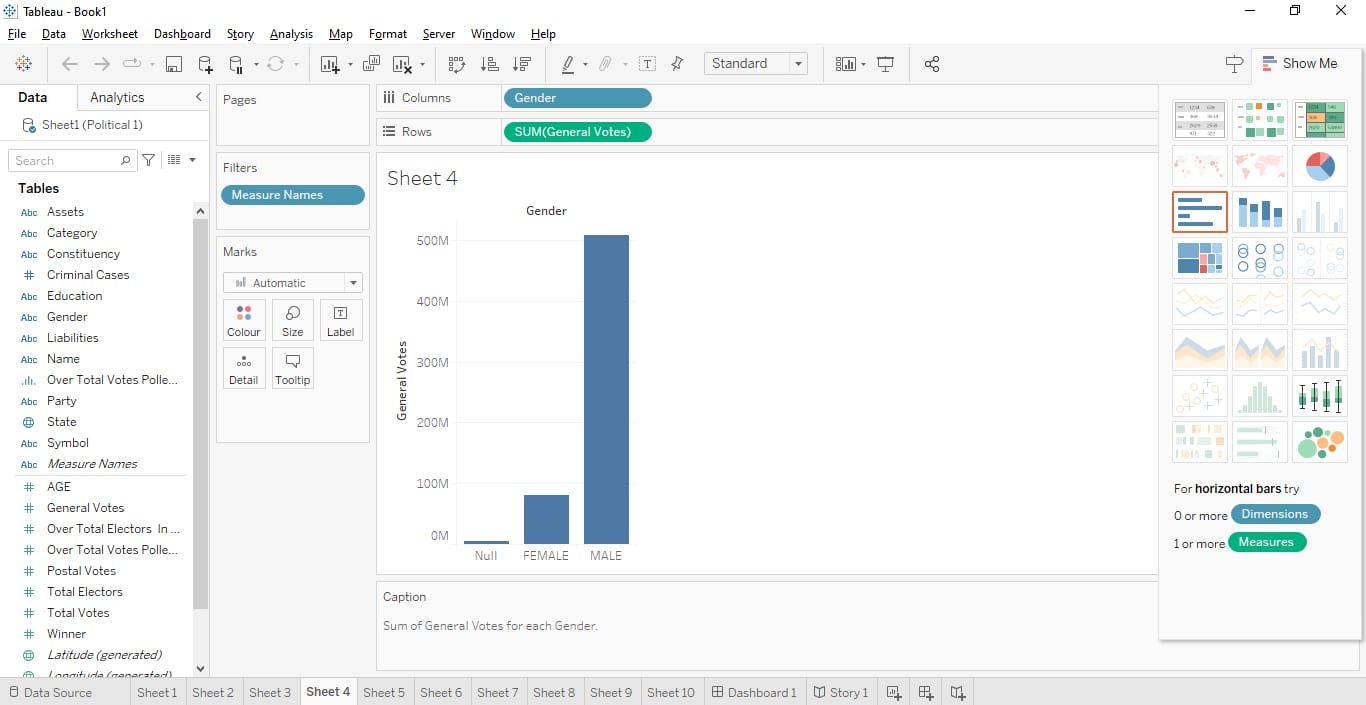 Tableau - Book1
File Data Worksheet Dashboard Story Analysis Map Format Server Window Help
Standard
Show Me
Data Analytics
Sheet1 (Political 1)
Search
Tables
Abc Assets
Abc Category
Abc Constituency
# Criminal Cases
Abc Education
Abc Gender
Abc Liabilities
Abc Name
Over Total Votes Polle...
Abc Party
State
Abc Symbol
Abc Measure Names
# AGE
# General Votes
# Over Total Electors In ...
# Over Total Votes Polle...
# Postal Votes
# Total Electors
# Total Votes
# Winner
Latitude (generated)
Longitude (generated)
Pages
Filters
Measure Names
Marks
Automatic
Colour Size Label
Detail Tooltip
Columns Gender
Rows SUM(General Votes)
Sheet 4
Gender
General Votes
500M
400M
300M
200M
100M
0M
Null FEMALE MALE
Caption
Sum of General Votes for each Gender.
For horizontal bars try
0 or more Dimensions
1 or more Measures
Data Source Sheet 1 Sheet 2 Sheet 3 Sheet 4 Sheet 5 Sheet 6 Sheet 7 Sheet 8 Sheet 9 Sheet 10 Dashboard 1 Story 1